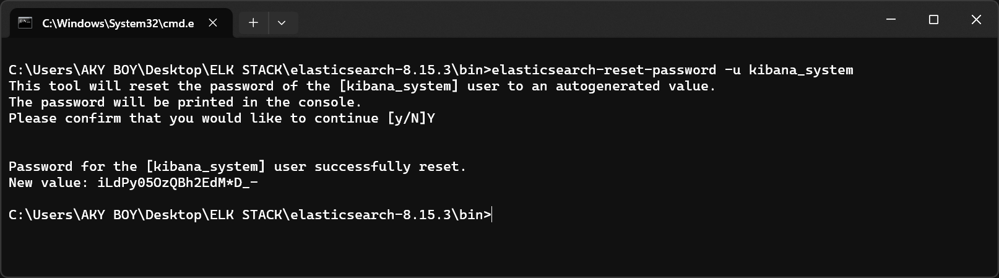 C:\Windows\System32\cmd.e
C:\Users\AKY BOY\Desktop\ELK STACK\elasticsearch-8.15.3\bin>elasticsearch-reset-password -u kibana_system
This tool will reset the password of the [kibana_system] user to an autogenerated value.
The password will be printed in the console.
Please confirm that you would like to continue [y/N]Y
Password for the [kibana_system] user successfully reset.
New value: iLdPy05OzQBh2EdM*D_-
C:\Users\AKY BOY\Desktop\ELK STACK\elasticsearch-8.15.3\bin>